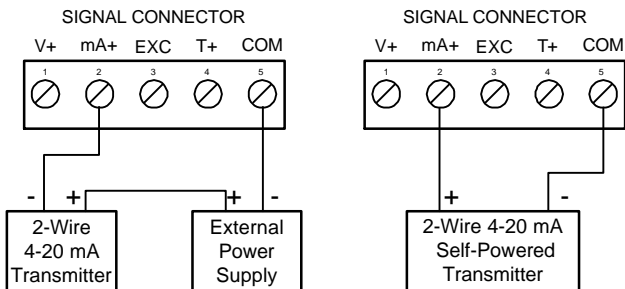 SIGNAL CONNECTOR
V+ mA+ EXC T+ COM
1 2 3 4 5
- + + -
2-Wire
4-20 mA
Transmitter
External
Power
Supply
SIGNAL CONNECTOR
V+ mA+ EXC T+ COM
1 2 3 4 5
+ -
2-Wire 4-20 mA
Self-Powered
Transmitter